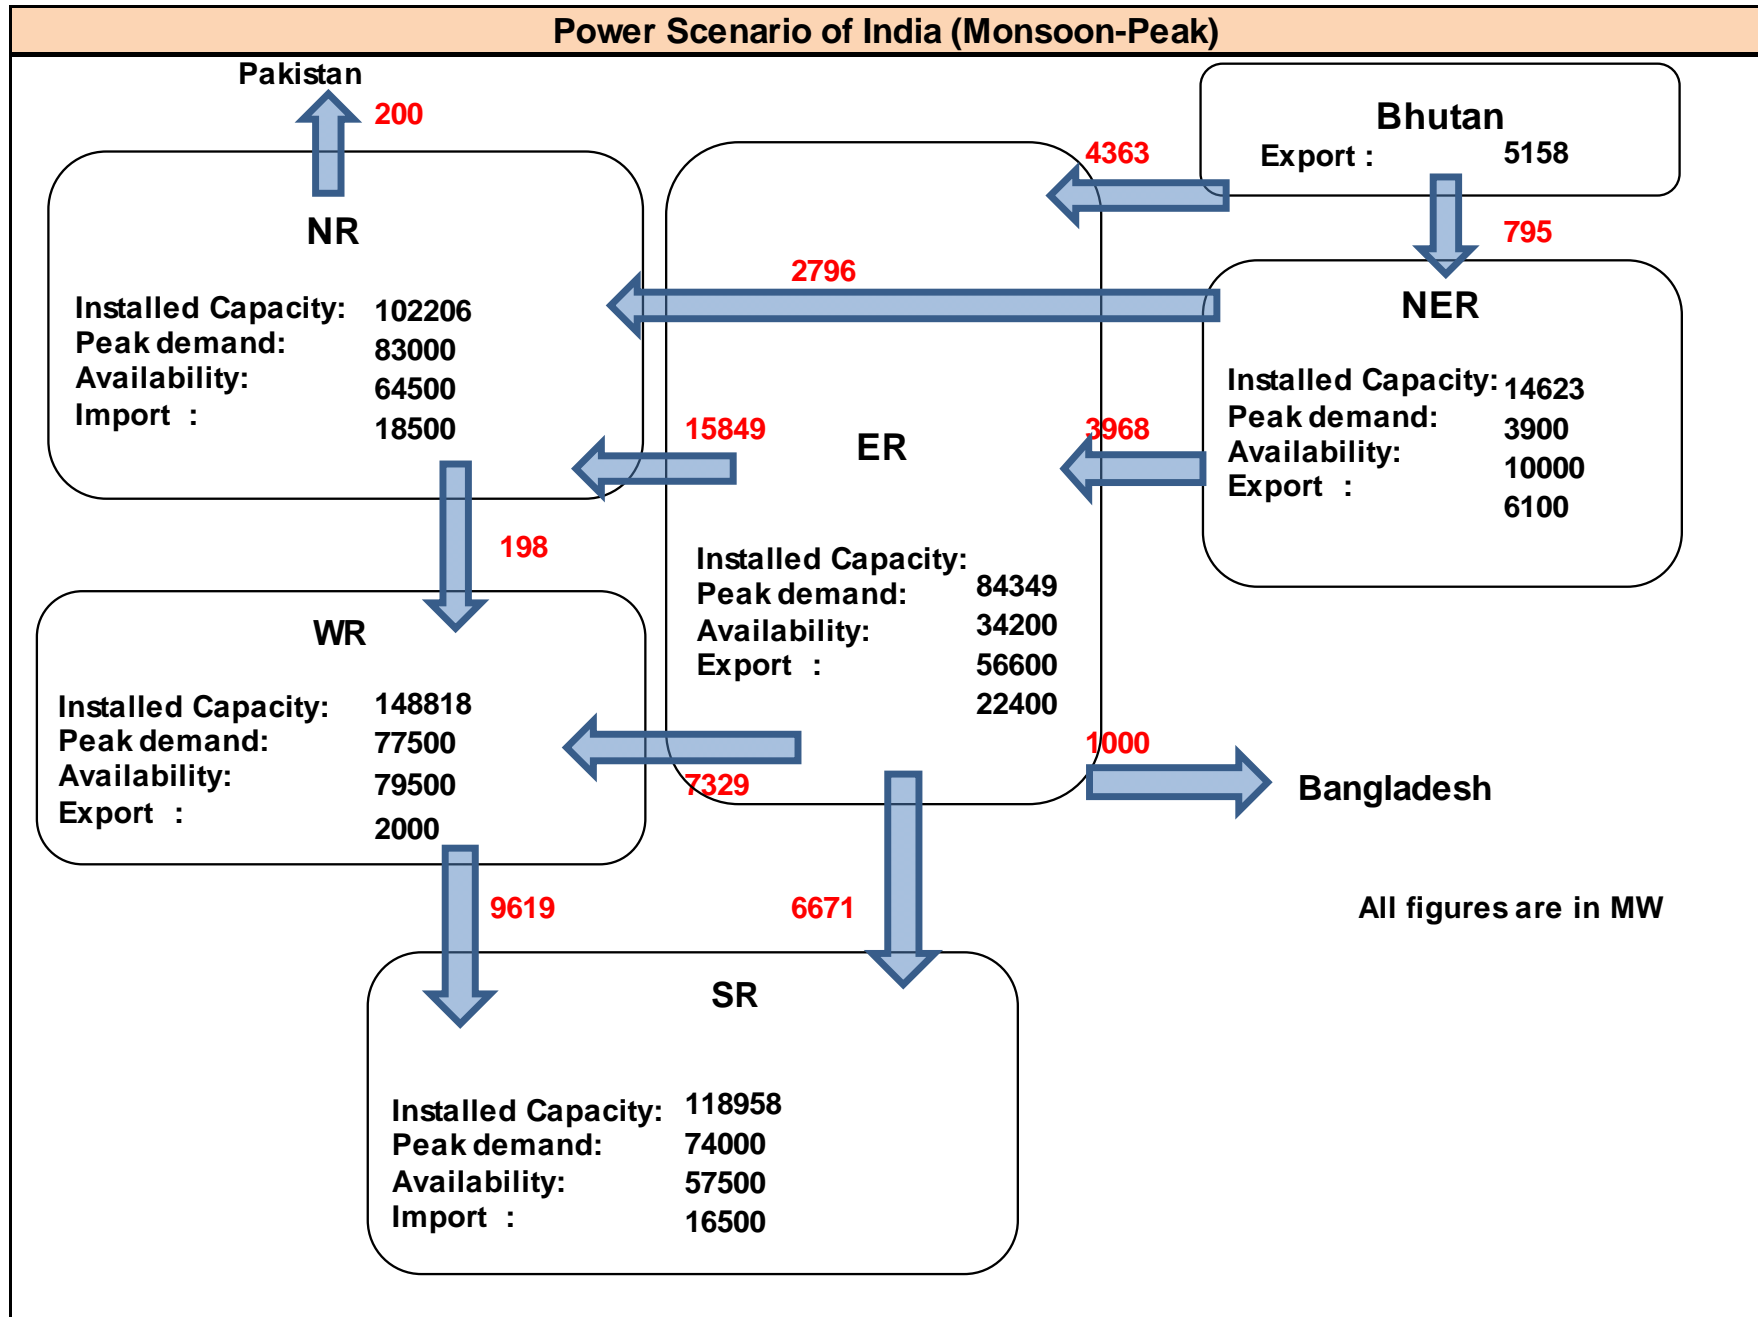 Power Scenario of India (Monsoon-Peak)
Pakistan
200
Bhutan
Export : 5158
4363
795
NR
Installed Capacity: 102206
Peak demand: 83000
Availability: 64500
Import : 18500
2796
NER
Installed Capacity: 14623
Peak demand: 3900
Availability: 10000
Export : 6100
15849
3968
ER
Installed Capacity: 84349
Peak demand: 34200
Availability: 56600
Export : 22400
198
WR
Installed Capacity: 148818
Peak demand: 77500
Availability: 79500
Export : 2000
7329
1000
Bangladesh
9619
6671
All figures are in MW
SR
Installed Capacity: 118958
Peak demand: 74000
Availability: 57500
Import : 16500